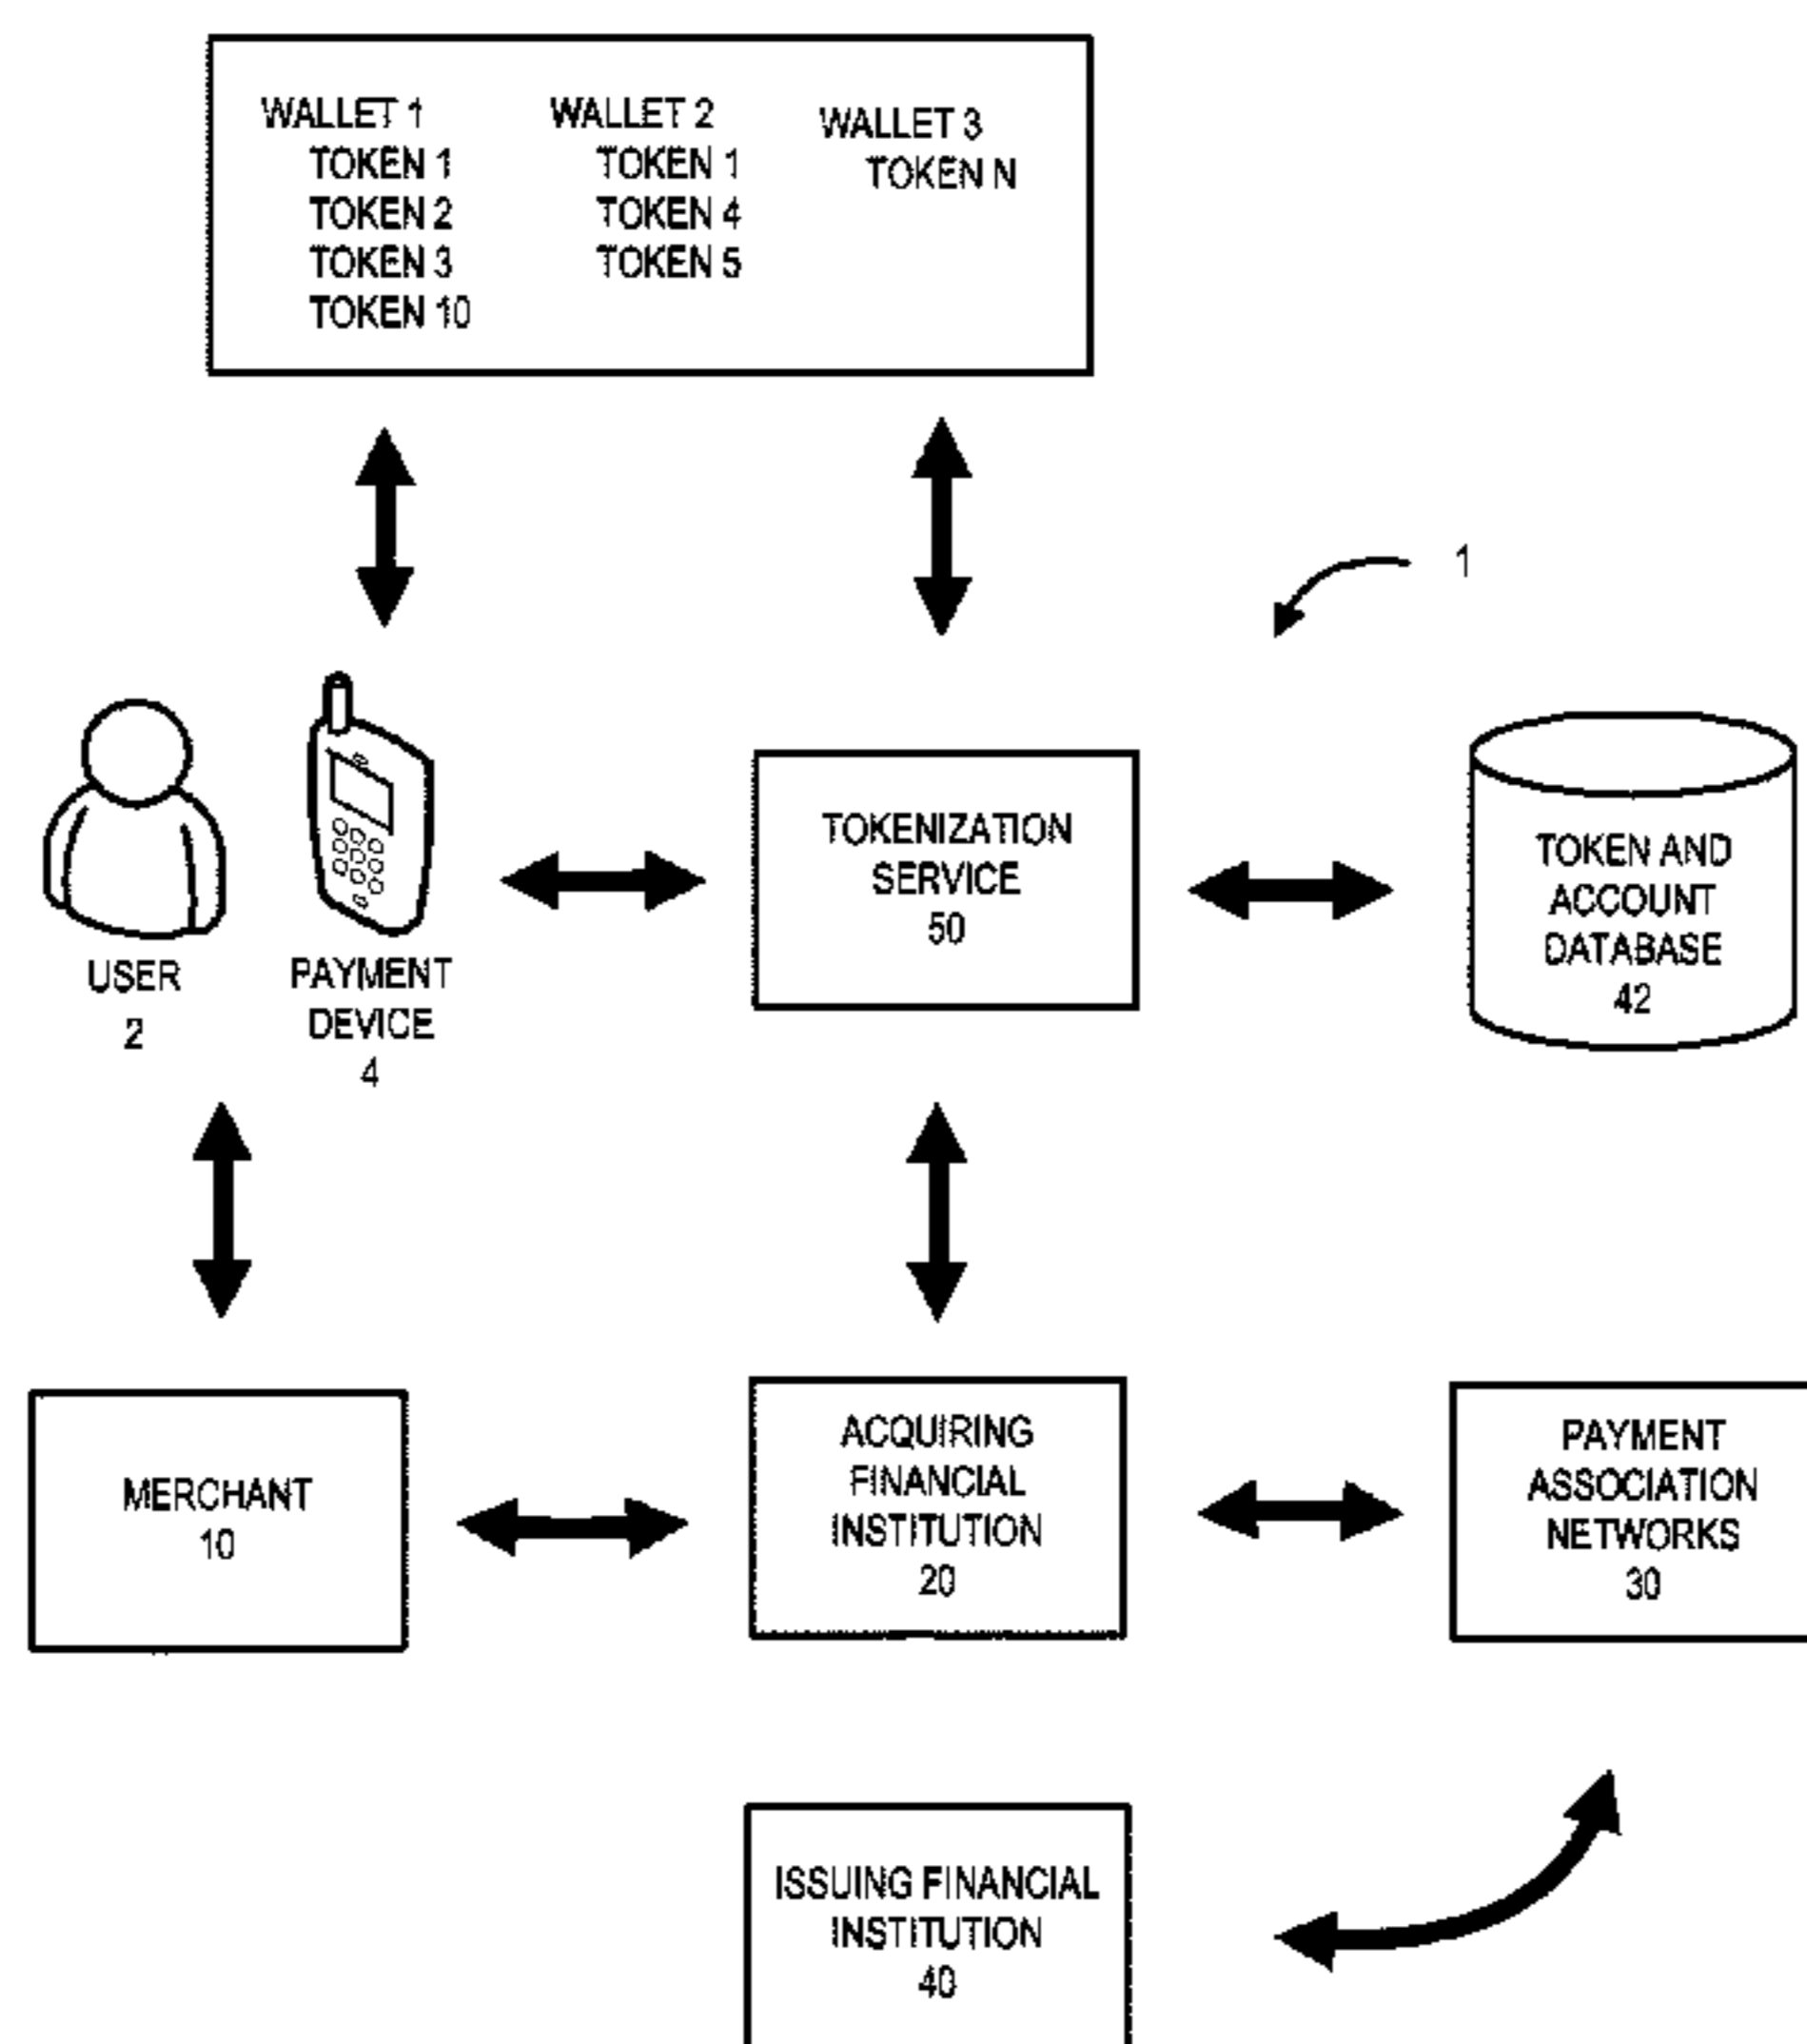 WALLET 1
TOKEN 1
TOKEN 2
TOKEN 3
TOKEN 10
WALLET 2
TOKEN 1
TOKEN 4
TOKEN 5
WALLET 3
TOKEN N
1
USER
2
PAYMENT
DEVICE
4
TOKENIZATION
SERVICE
50
TOKEN AND
ACCOUNT
DATABASE
42
MERCHANT
10
ACQUIRING
FINANCIAL
INSTITUTION
20
PAYMENT
ASSOCIATION
NETWORKS
30
ISSUING FINANCIAL
INSTITUTION
40